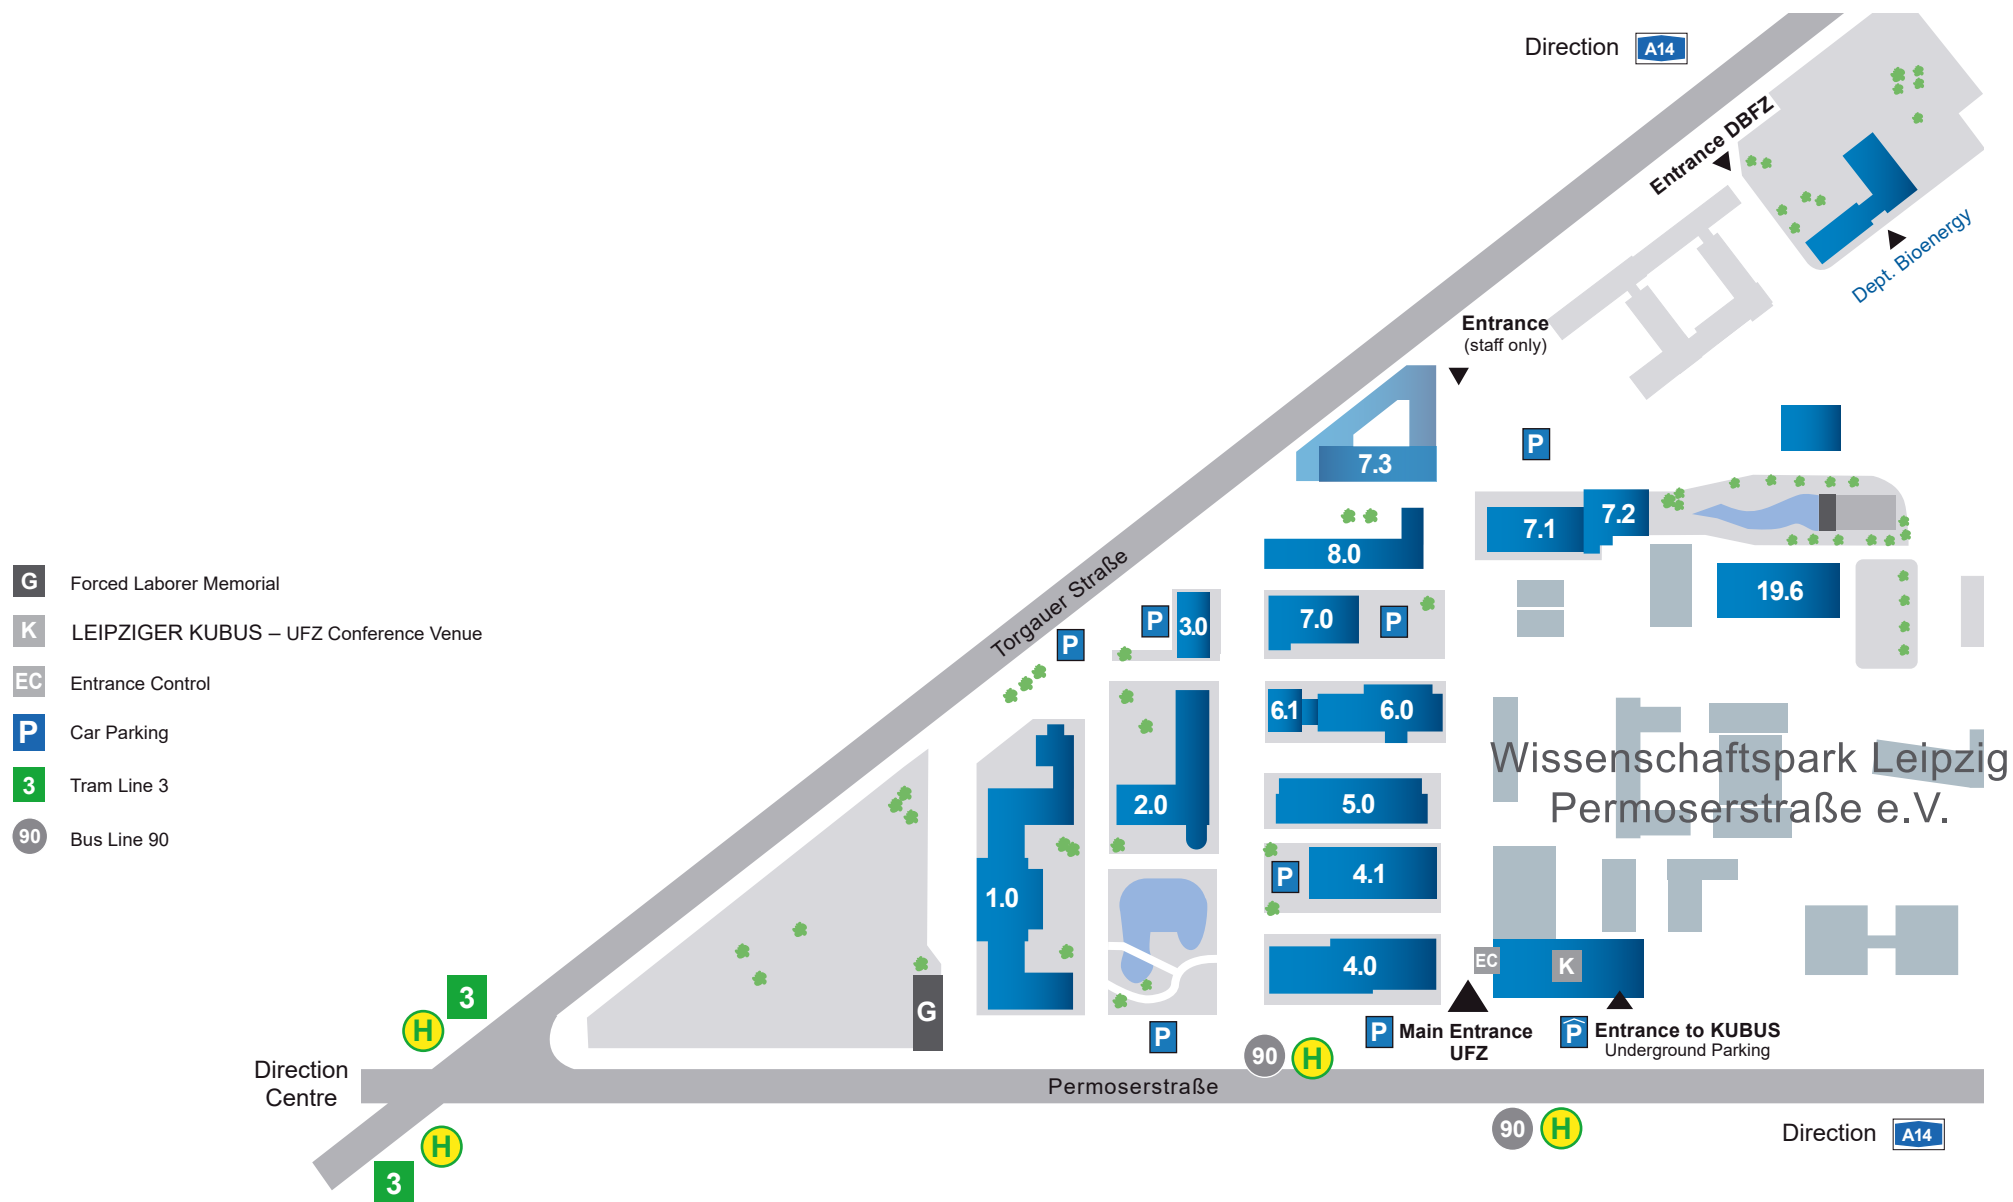 Direction A14
Entrance DBFZ
Dept. Bioenergy
Entrance
(staff only)
P
7.3
7.1
7.2
8.0
Torgauer Straße
19.6
G Forced Laborer Memorial
K LEIPZIGER KUBUS – UFZ Conference Venue
EC Entrance Control
P Car Parking
3 Tram Line 3
90 Bus Line 90
P
P
3.0
7.0
P
6.1
6.0
Wissenschaftspark Leipzig
Permoserstraße e.V.
2.0
5.0
P
4.1
1.0
4.0
EC
K
3
H
G
P
P
Main Entrance
UFZ
P
Entrance to KUBUS
Underground Parking
90
H
Direction
Centre
Permoserstraße
H
3
90
H
Direction A14